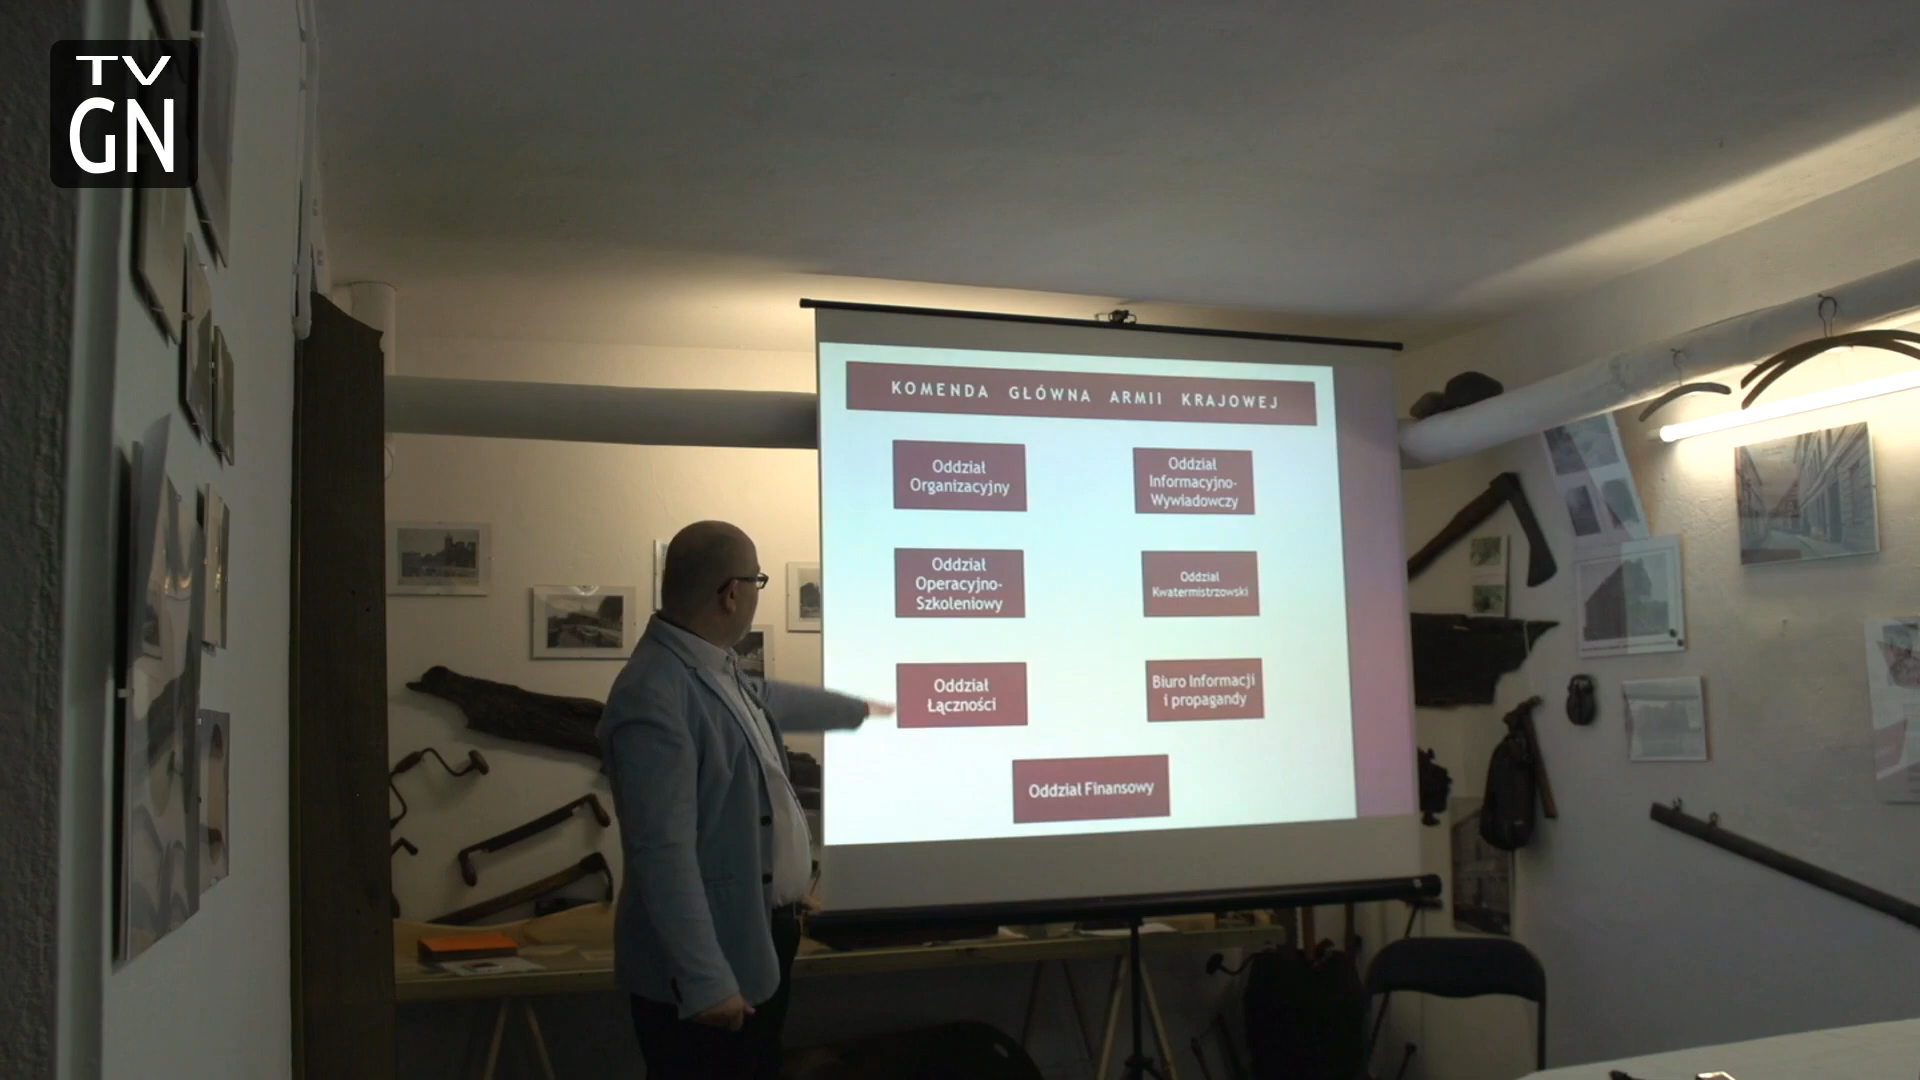 TV
GN
KOMENDA GŁÓWNA ARMII KRAJOWEJ
Oddział
Organizacyjny
Oddział
Informacyjno-
Wywiadowczy
Oddział
Operacyjno-
Szkoleniowy
Oddział
Kwatermistrzowski
Oddział
Łączności
Biuro Informacji
i propagandy
Oddział Finansowy